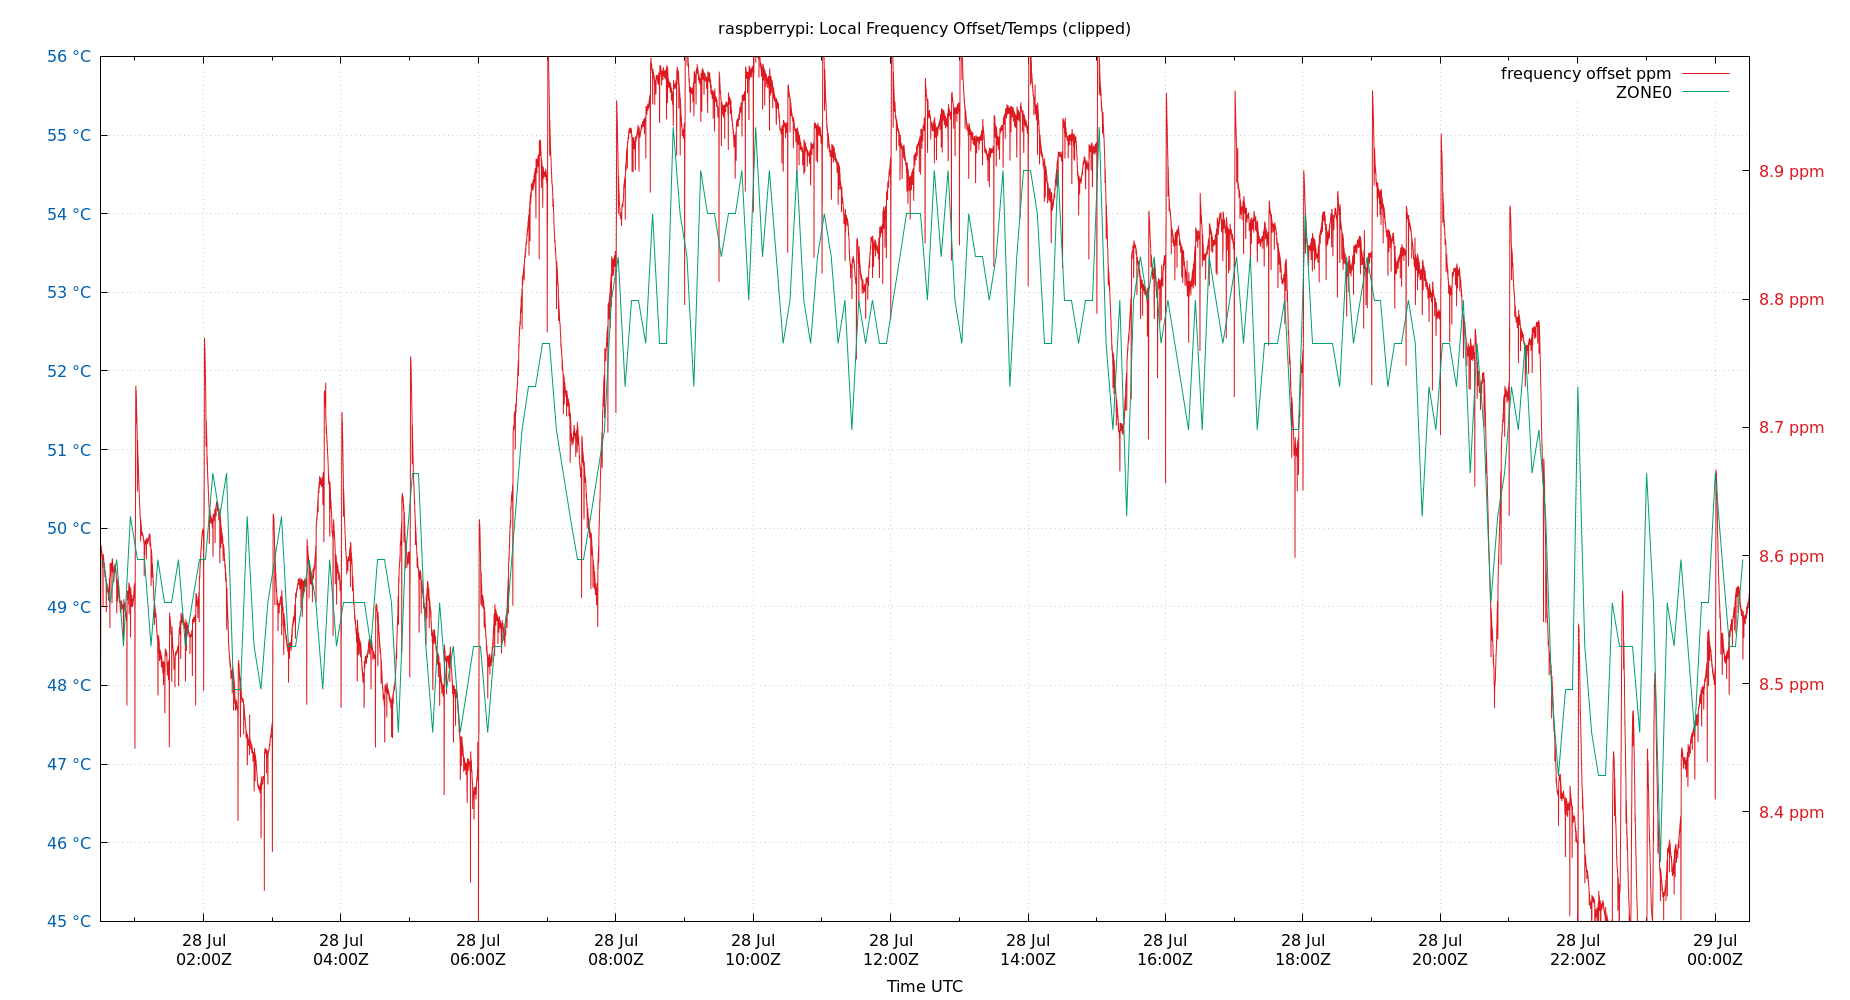 raspberrypi: Local Frequency Offset/Temps (clipped)
frequency offset ppm
ZONE0
56 °C
55 °C
54 °C
53 °C
52 °C
51 °C
50 °C
49 °C
48 °C
47 °C
46 °C
45 °C
8.9 ppm
8.8 ppm
8.7 ppm
8.6 ppm
8.5 ppm
8.4 ppm
28 Jul 28 Jul 28 Jul 28 Jul 28 Jul 28 Jul 28 Jul 28 Jul 28 Jul 28 Jul 28 Jul 29 Jul
02:00Z 04:00Z 06:00Z 08:00Z 10:00Z 12:00Z 14:00Z 16:00Z 18:00Z 20:00Z 22:00Z 00:00Z
Time UTC